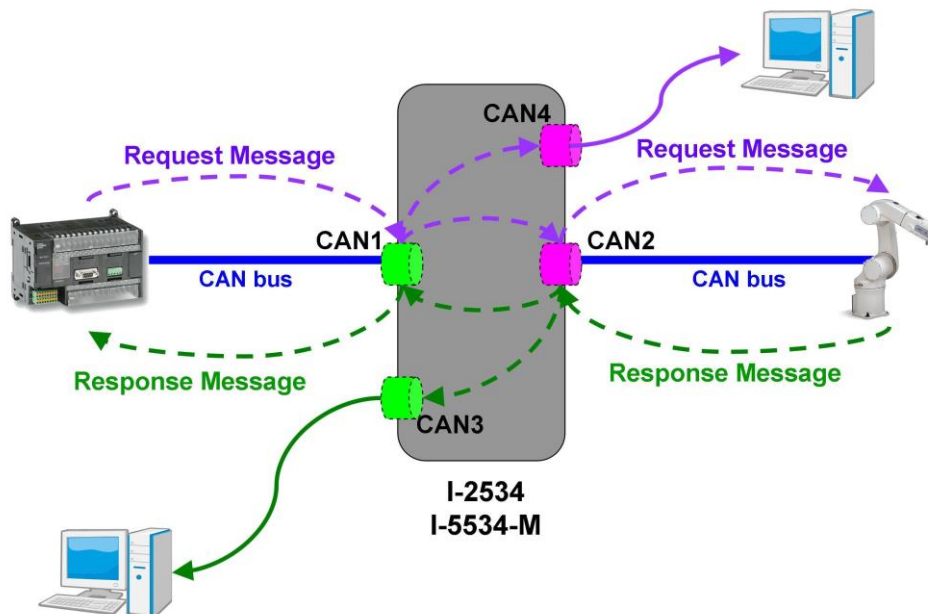 CAN4
Request Message
Request Message
CAN1
CAN2
CAN bus
CAN bus
Response Message
Response Message
CAN3
I-2534
I-5534-M